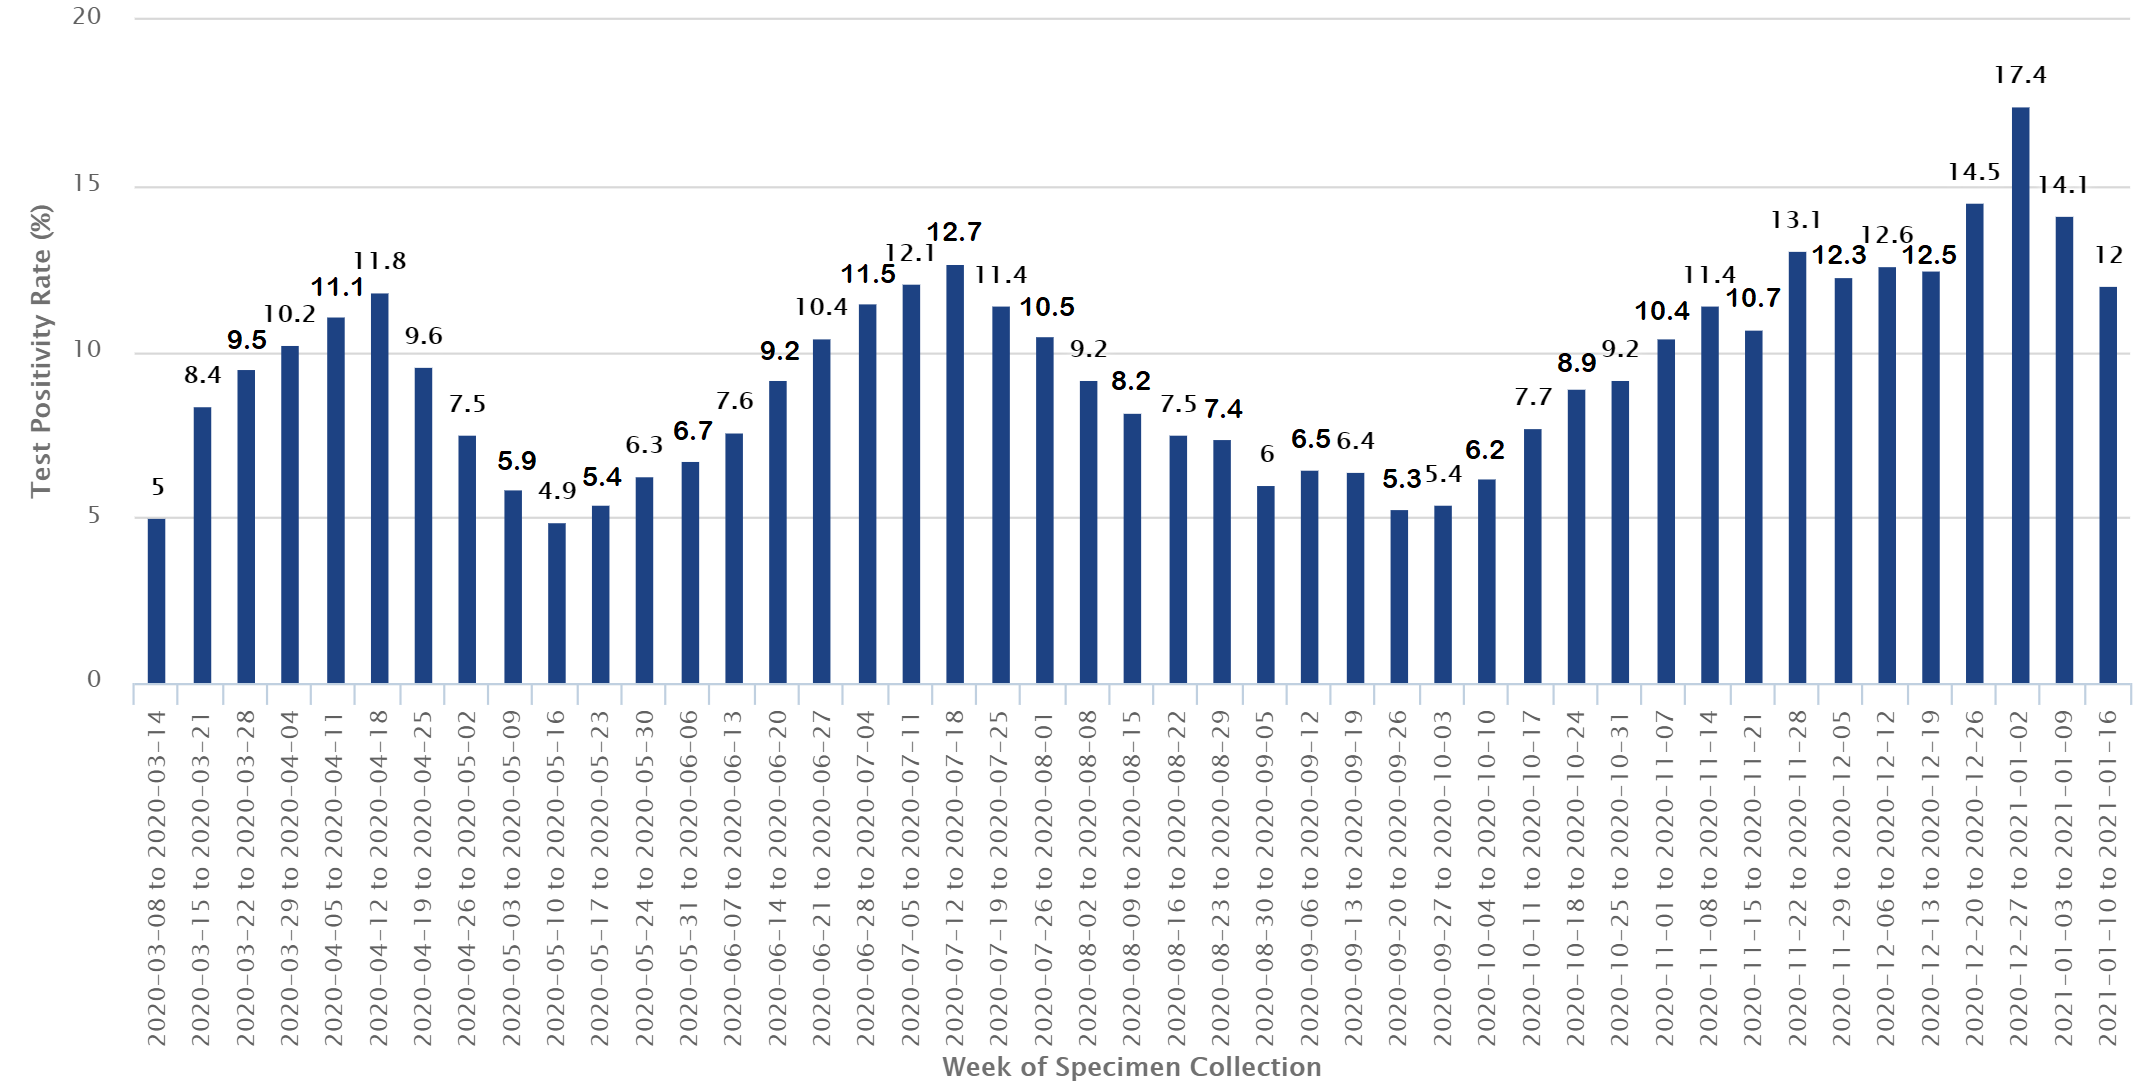 20
15
10
5
0
Test Positivity Rate (%)
5
8.4
9.5
10.2
11.1
11.8
9.6
7.5
5.9
4.9
5.4
6.3
6.7
7.6
9.2
10.4
11.5
12.1
12.7
11.4
10.5
9.2
8.2
7.5
7.4
6
6.5
6.4
5.3
5.4
6.2
7.7
8.9
9.2
10.4
11.4
10.7
13.1
12.3
12.6
12.5
14.5
17.4
14.1
12
2020-03-08 to 2020-03-14
2020-03-15 to 2020-03-21
2020-03-22 to 2020-03-28
2020-03-29 to 2020-04-04
2020-04-05 to 2020-04-11
2020-04-12 to 2020-04-18
2020-04-19 to 2020-04-25
2020-04-26 to 2020-05-02
2020-05-03 to 2020-05-09
2020-05-10 to 2020-05-16
2020-05-17 to 2020-05-23
2020-05-24 to 2020-05-30
2020-05-31 to 2020-06-06
2020-06-07 to 2020-06-13
2020-06-14 to 2020-06-20
2020-06-21 to 2020-06-27
2020-06-28 to 2020-07-04
2020-07-05 to 2020-07-11
2020-07-12 to 2020-07-18
2020-07-19 to 2020-07-25
2020-07-26 to 2020-08-01
2020-08-02 to 2020-08-08
2020-08-09 to 2020-08-15
2020-08-16 to 2020-08-22
2020-08-23 to 2020-08-29
2020-08-30 to 2020-09-05
2020-09-06 to 2020-09-12
2020-09-13 to 2020-09-19
2020-09-20 to 2020-09-26
2020-09-27 to 2020-10-03
2020-10-04 to 2020-10-10
2020-10-11 to 2020-10-17
2020-10-18 to 2020-10-24
2020-10-25 to 2020-10-31
2020-11-01 to 2020-11-07
2020-11-08 to 2020-11-14
2020-11-15 to 2020-11-21
2020-11-22 to 2020-11-28
2020-11-29 to 2020-12-05
2020-12-06 to 2020-12-12
2020-12-13 to 2020-12-19
2020-12-20 to 2020-12-26
2020-12-27 to 2021-01-02
2021-01-03 to 2021-01-09
2021-01-10 to 2021-01-16
Week of Specimen Collection